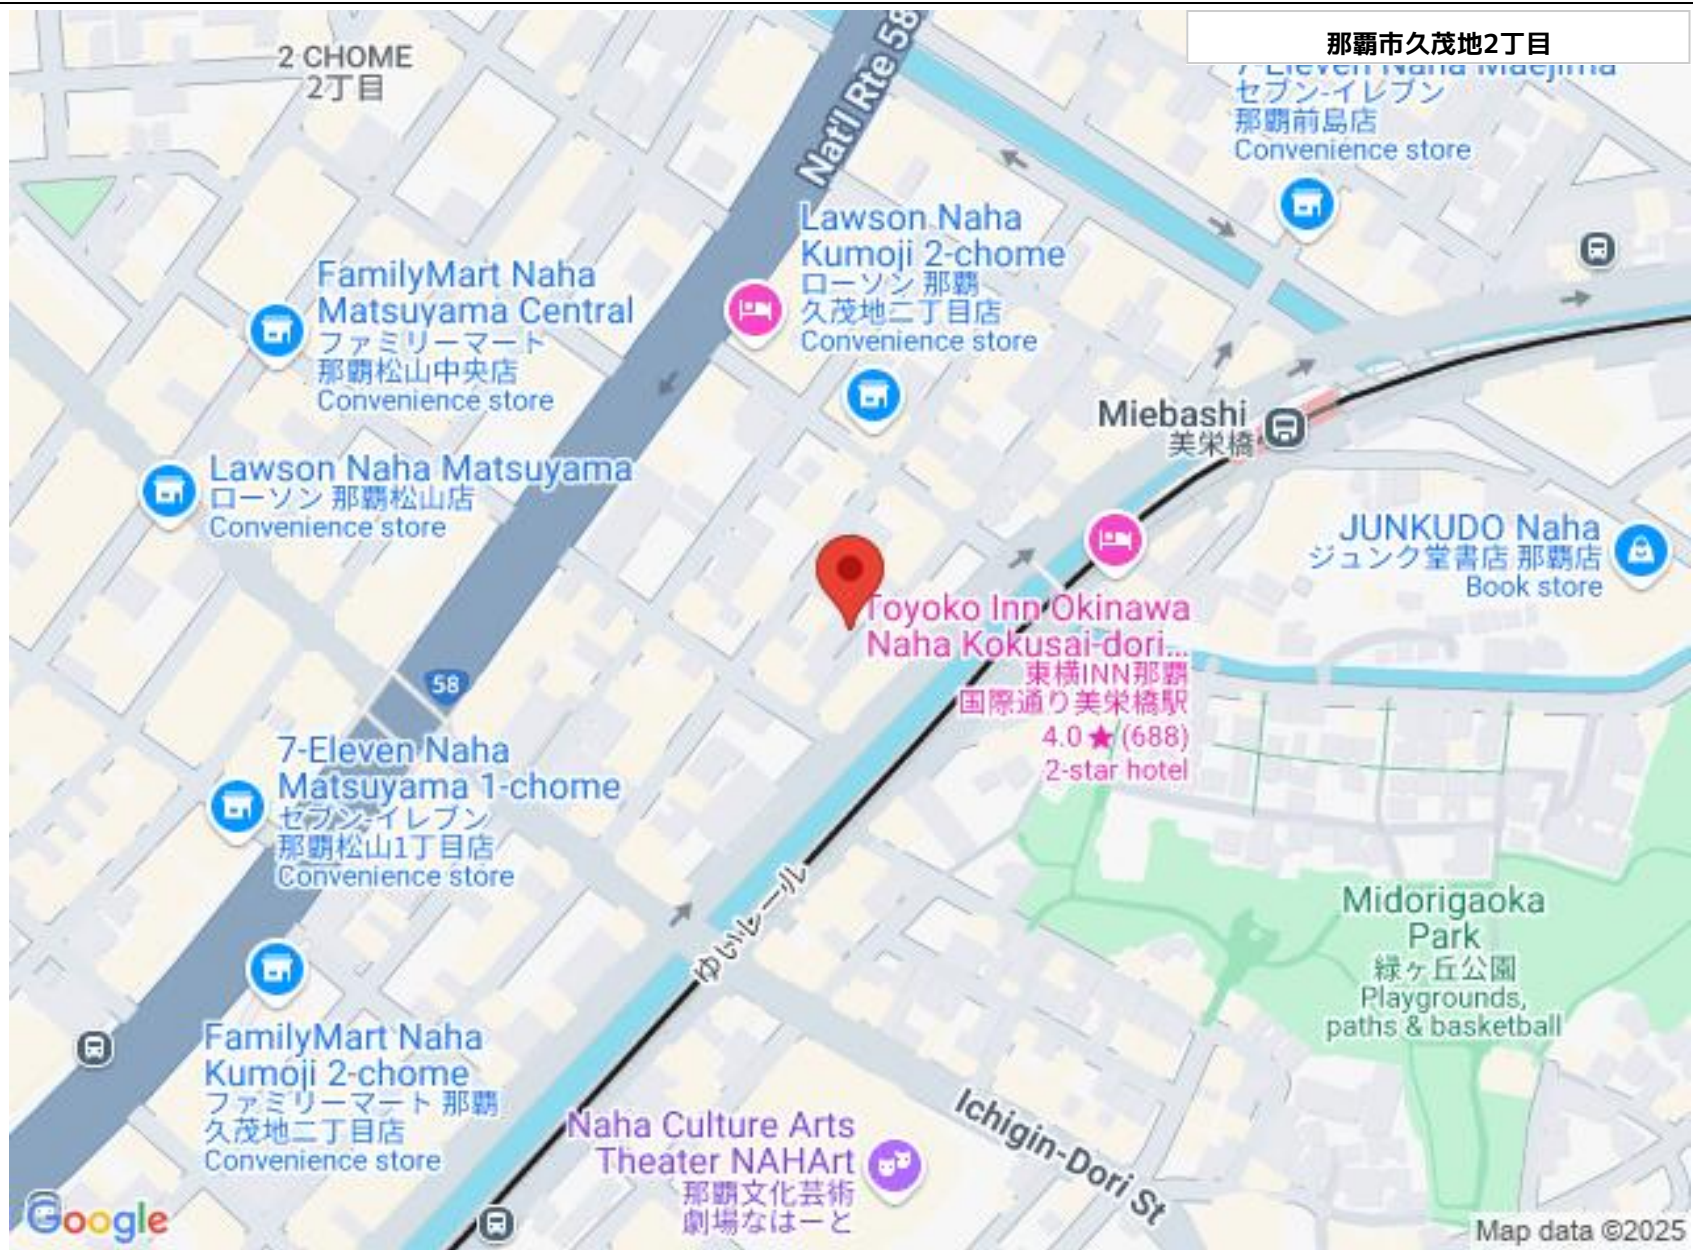 那覇市久茂地2丁目
2 CHOME
2丁目
Nat'l Rte 58
7-Eleven Naha Maejima
セブン-イレブン
那覇前島店
Convenience store
Lawson Naha
Kumoji 2-chome
ローソン 那覇
久茂地二丁目店
Convenience store
FamilyMart Naha
Matsuyama Central
ファミリーマート
那覇松山中央店
Convenience store
Miebashi
美栄橋
Lawson Naha Matsuyama
ローソン 那覇松山店
Convenience store
JUNKUDO Naha
ジュンク堂書店 那覇店
Book store
Toyoko Inn Okinawa
Naha Kokusai-dori...
東横INN那覇
国際通り美栄橋駅
4.0 ★ (688)
2-star hotel
58
7-Eleven Naha
Matsuyama 1-chome
セブン-イレブン
那覇松山1丁目店
Convenience store
ゆいレール
Midorigaoka
Park
緑ヶ丘公園
Playgrounds,
paths & basketball
FamilyMart Naha
Kumoji 2-chome
ファミリーマート 那覇
久茂地二丁目店
Convenience store
Naha Culture Arts
Theater NAHArt
那覇文化芸術
劇場なはーと
Ichigin-Dori St
Google
Map data ©2025